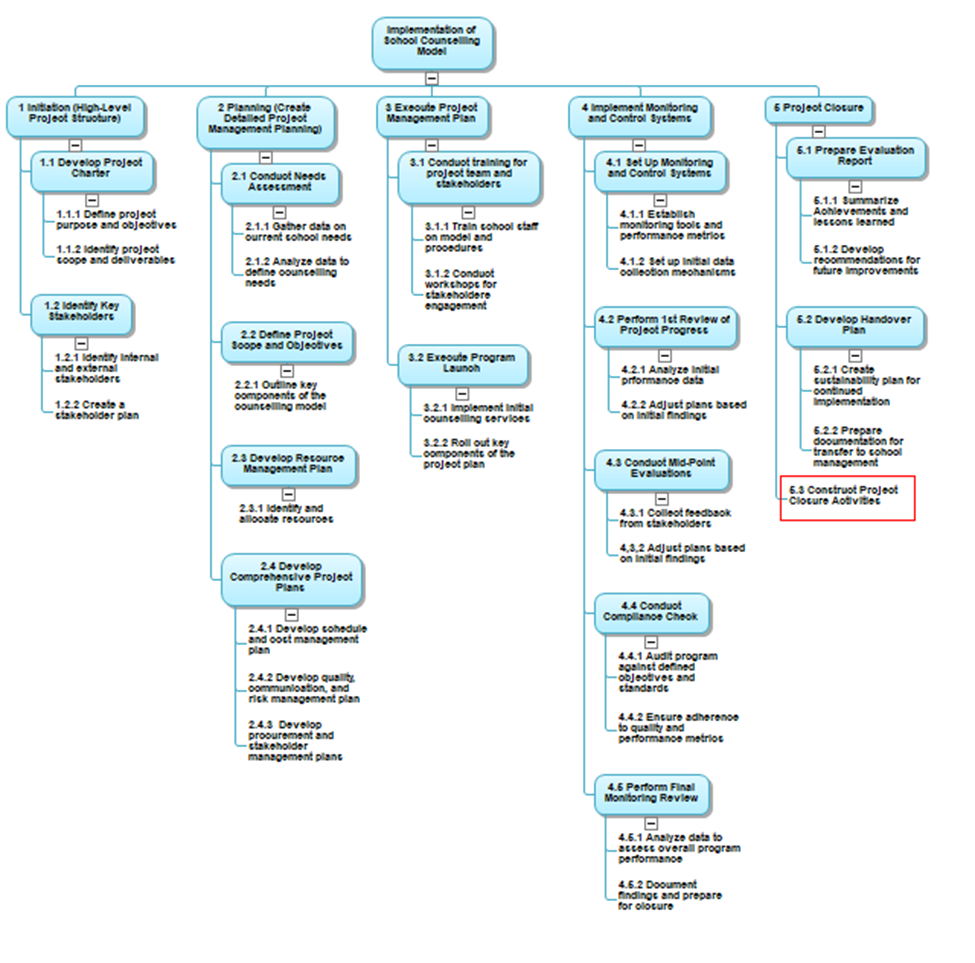 Implementation of
School Counselling
Model
1 Initiation (High-Level
Project Structure)
1.1 Develop Project
Charter
1.1.1 Define project
purpose and objectives
1.1.2 Identify project
scope and deliverables
1.2 Identify Key
Stakeholders
1.2.1 Identify internal
and external
stakeholders
1.2.2 Create a
stakeholder plan
2 Planning (Create
Detailed Project
Management Planning)
2.1 Conduct Needs
Assessment
2.1.1 Gather data on
current school needs
2.1.2 Analyze data to
define counselling
needs
2.2 Define Project
Scope and Objectives
2.2.1 Outline key
components of the
counselling model
2.3 Develop Resource
Management Plan
2.3.1 Identify and
allocate resources
2.4 Develop
Comprehensive Project
Plans
2.4.1 Develop schedule
and cost management
plan
2.4.2 Develop quality,
communication, and
risk management plan
2.4.3 Develop
procurement and
stakeholder
management plans
3 Execute Project
Management Plan
3.1 Conduct training for
project team and
stakeholders
3.1.1 Train school staff
on model and
procedures
3.1.2 Conduct
workshops for
stakeholdere
engagement
3.2 Execute Program
Launch
3.2.1 Implement initial
counselling services
3.2.2 Roll out key
components of the
project plan
4 Implement Monitoring
and Control Systems
4.1 Set Up Monitoring
and Control Systems
4.1.1 Establish
monitoring tools and
performance metrics
4.1.2 Set up initial data
collection mechanisms
4.2 Perform 1st Review of
Project Progress
4.2.1 Analyze initial
prformance data
4.2.2 Adjust plans based
on initial findings
4.3 Conduct Mid-Point
Evaluations
4.3.1 Collect feedback
from stakeholders
4,3,2 Adjust plans based
on initial findings
4.4 Conduct
Compliance Check
4.4.1 Audit program
against defined
objectives and
standards
4.4.2 Ensure adherence
to quality and
performance metrics
4.5 Perform Final
Monitoring Review
4.5.1 Analyze data to
assess overall program
performance
4.5.2 Document
findings and prepare
for closure
5 Project Closure
5.1 Prepare Evaluation
Report
5.1.1 Summarize
Achievements and
lessons learned
5.1.2 Develop
recommendations for
future improvements
5.2 Develop Handover
Plan
5.2.1 Create
sustainability plan for
continued
implementation
5.2.2 Prepare
documentation for
transfer to school
management
5.3 Construct Project
Closure Activities